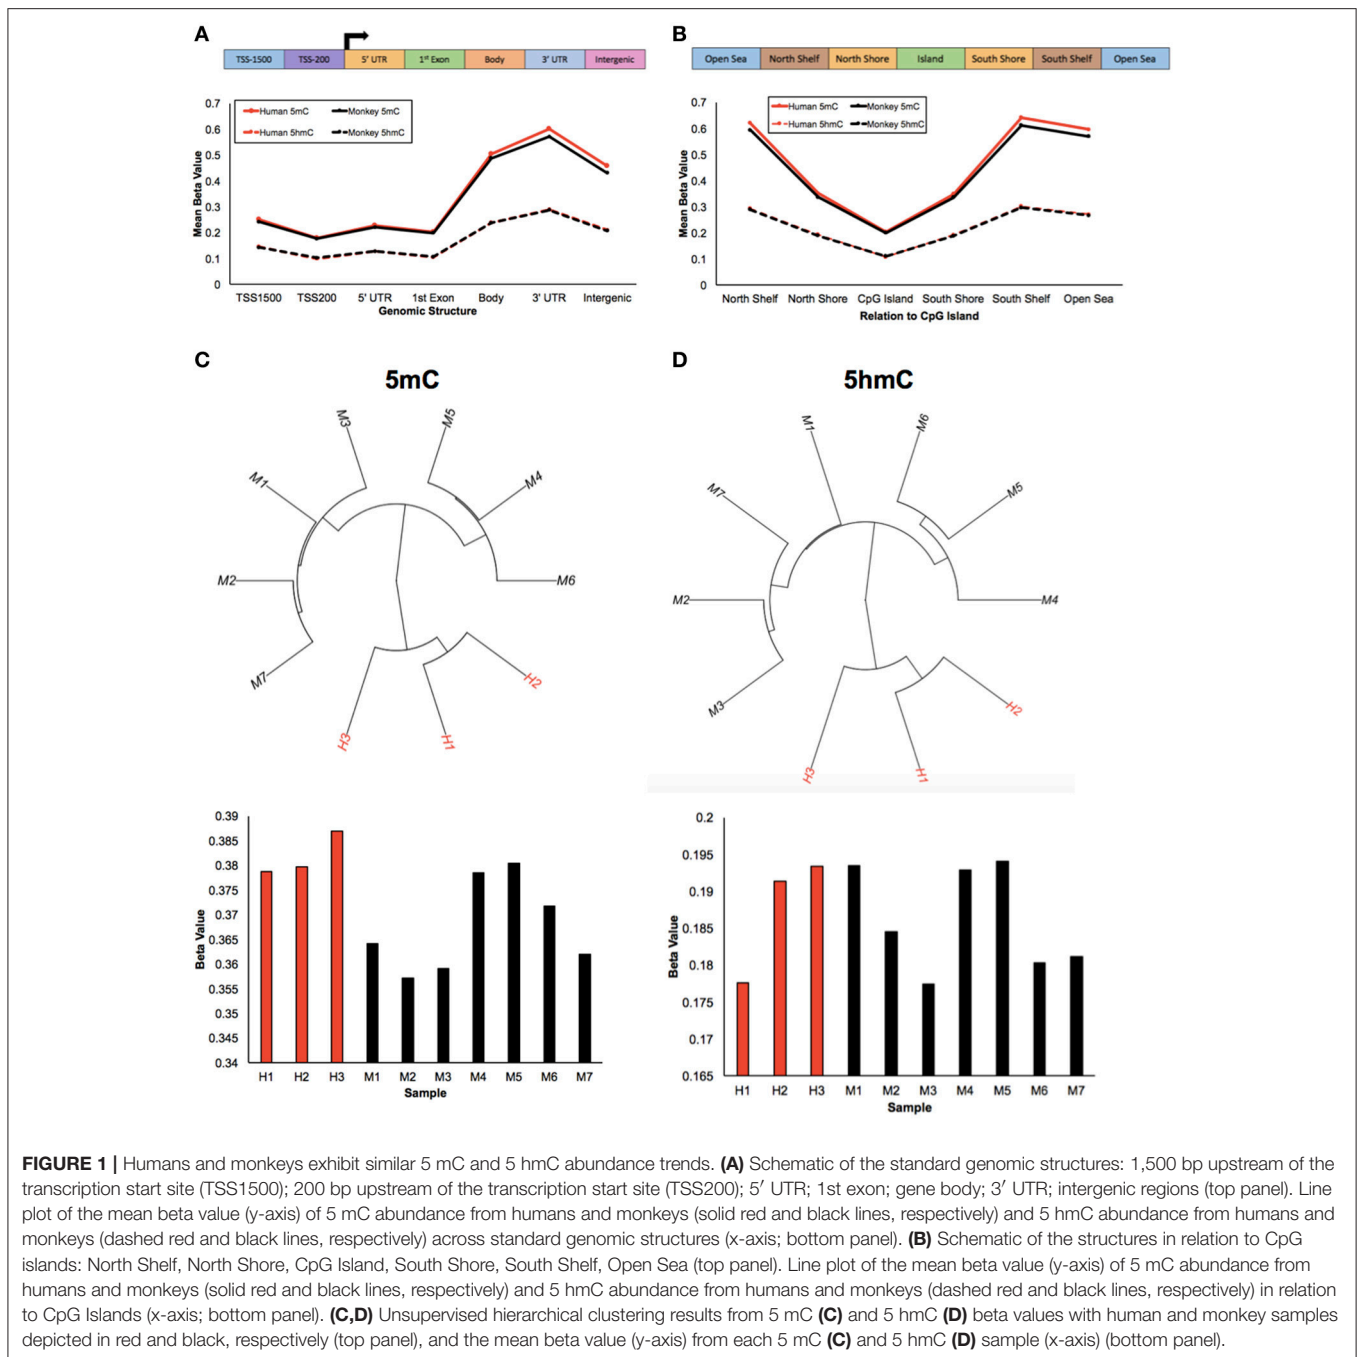 A
TSS-1500 TSS-200 5' UTR 1st Exon Body 3' UTR Intergenic
Human 5mC Monkey 5mC
Human 5hmC Monkey 5hmC
0.7
0.6
0.5
0.4
0.3
0.2
0.1
0
Mean Beta Value
TSS1500 TSS200 5' UTR 1st Exon Body 3' UTR Intergenic
Genomic Structure
B
Open Sea North Shelf North Shore Island South Shore South Shelf Open Sea
Human 5mC Monkey 5mC
Human 5hmC Monkey 5hmC
0.7
0.6
0.5
0.4
0.3
0.2
0.1
0
Mean Beta Value
North Shelf North Shore CpG Island South Shore South Shelf Open Sea
Relation to CpG Island
C
5mC
M3
M5
M1
M4
M2
M6
M7
H2
H3
H1
0.39
0.385
0.38
0.375
0.37
0.365
0.36
0.355
0.35
0.345
0.34
Beta Value
H1 H2 H3 M1 M2 M3 M4 M5 M6 M7
Sample
D
5hmC
M1
M6
M7
M5
M2
M4
M3
H2
H3
H1
0.2
0.195
0.19
0.185
0.18
0.175
0.17
0.165
Beta Value
H1 H2 H3 M1 M2 M3 M4 M5 M6 M7
Sample
FIGURE 1 | Humans and monkeys exhibit similar 5 mC and 5 hmC abundance trends. (A) Schematic of the standard genomic structures: 1,500 bp upstream of the
transcription start site (TSS1500); 200 bp upstream of the transcription start site (TSS200); 5′ UTR; 1st exon; gene body; 3′ UTR; intergenic regions (top panel). Line
plot of the mean beta value (y-axis) of 5 mC abundance from humans and monkeys (solid red and black lines, respectively) and 5 hmC abundance from humans and
monkeys (dashed red and black lines, respectively) across standard genomic structures (x-axis; bottom panel). (B) Schematic of the structures in relation to CpG
islands: North Shelf, North Shore, CpG Island, South Shore, South Shelf, Open Sea (top panel). Line plot of the mean beta value (y-axis) of 5 mC abundance from
humans and monkeys (solid red and black lines, respectively) and 5 hmC abundance from humans and monkeys (dashed red and black lines, respectively) in relation
to CpG Islands (x-axis; bottom panel). (C,D) Unsupervised hierarchical clustering results from 5 mC (C) and 5 hmC (D) beta values with human and monkey samples
depicted in red and black, respectively (top panel), and the mean beta value (y-axis) from each 5 mC (C) and 5 hmC (D) sample (x-axis) (bottom panel).